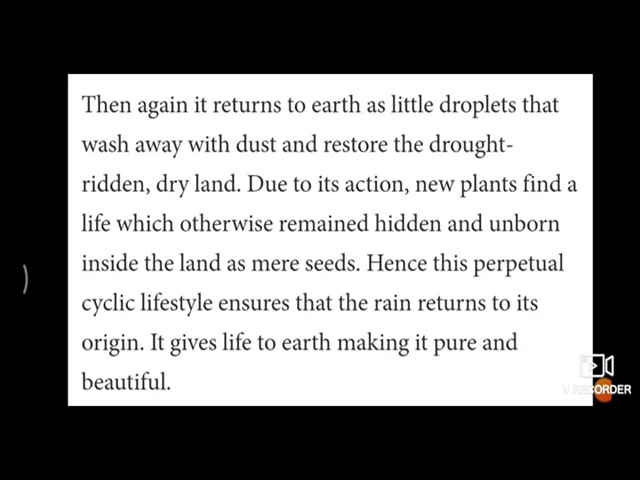 Then again it returns to earth as little droplets that
wash away with dust and restore the drought-
ridden, dry land. Due to its action, new plants find a
life which otherwise remained hidden and unborn
inside the land as mere seeds. Hence this perpetual
cyclic lifestyle ensures that the rain returns to its
origin. It gives life to earth making it pure and
beautiful.
V RECORDER